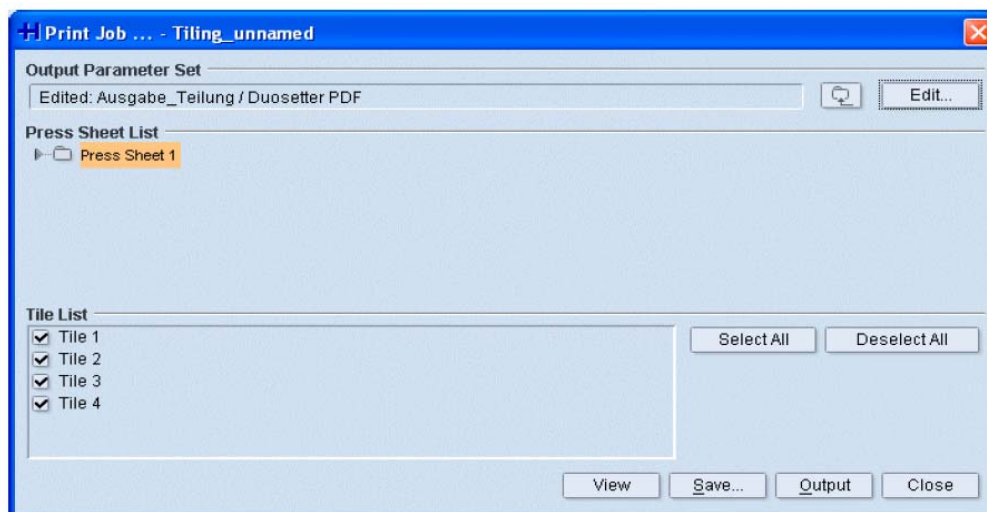 Print Job ... - Tiling_unnamed
Output Parameter Set
Edited: Ausgabe_Teilung / Duosetter PDF
Edit...
Press Sheet List
Press Sheet 1
Tile List
Tile 1
Select All
Deselect All
Tile 2
Tile 3
Tile 4
View
Save...
Output
Close